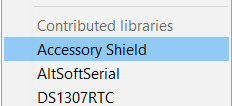 Contributed libraries
Accessory Shield
AltSoftSerial
DS1307RTC